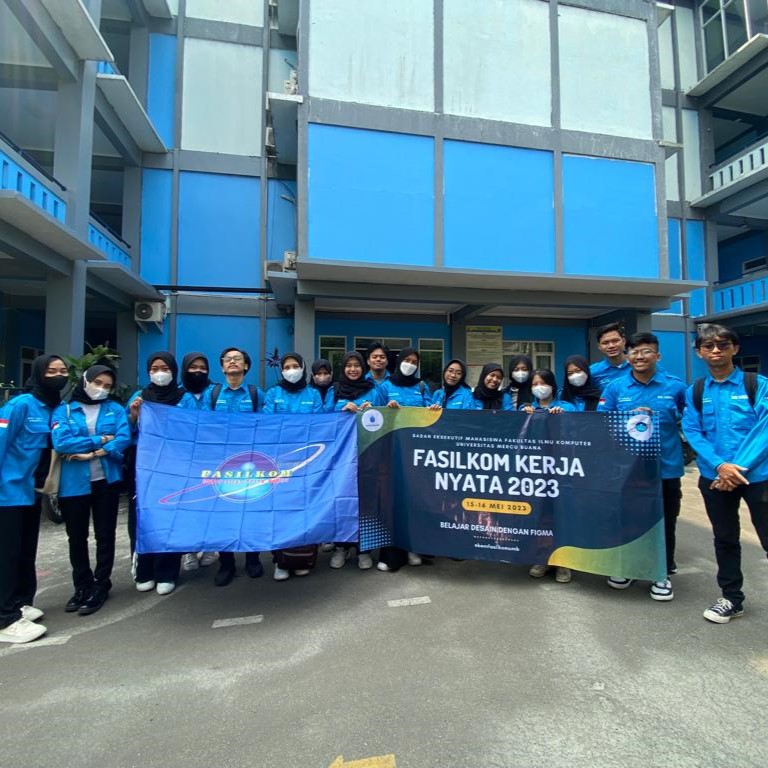 FASILKOM
BADAN EKSEKUTIF MAHASISWA FAKULTAS ILMU KOMPUTER
UNIVERSITAS MERCU BUANA
FASILKOM KERJA
NYATA 2023
15-16 MEI 2023
BELAJAR DESAIN DENGAN FIGMA